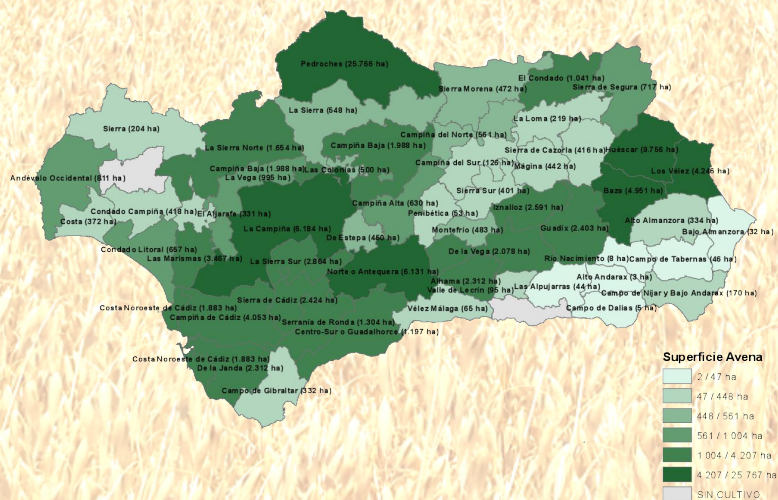 Pedroches (25.766 ha)
El Condado (1.041 ha)
Sierra Morena (472 ha)
Sierra de Segura (717 ha)
La Sierra (548 ha)
La Loma (219 ha)
Sierra (204 ha)
Campiña del Norte (561 ha)
La Sierra Norte (1.654 ha)
Campiña Baja (1.988 ha)
Sierra de Cazorla (416 ha)
Huéscar (9.756 ha)
Campiña del Sur (126 ha)
Mágina (442 ha)
Campiña Baja (1.988 ha)
Las Colonias (500 ha)
Los Vélez (4.246 ha)
Andévalo Occidental (811 ha)
La Vega (995 ha)
Sierra Sur (401 ha)
Baza (4.951 ha)
Campiña Alta (630 ha)
Iznalloz (2.591 ha)
Condado Campiña (418 ha)
El Aljarafe (331 ha)
Penibética (53 ha)
Costa (372 ha)
Alto Almanzora (334 ha)
La Campiña (6.184 ha)
Montefrío (483 ha)
Guadix (2.403 ha)
Bajo Almanzora (32 ha)
De Estepa (460 ha)
Condado Litoral (657 ha)
De la Vega (2.078 ha)
Las Marismas (3.467 ha)
La Sierra Sur (2.864 ha)
Río Nacimiento (8 ha)
Campo de Tabernas (46 ha)
Norte o Antequera (6.131 ha)
Alto Andarax (3 ha)
Alhama (2.312 ha)
Valle de Lecrín (95 ha)
Las Alpujarras (44 ha)
Campo de Níjar y Bajo Andarax (170 ha)
Sierra de Cádiz (2.424 ha)
Costa Noroeste de Cádiz (1.883 ha)
Vélez Málaga (65 ha)
Campo de Dalías (5 ha)
Campiña de Cádiz (4.053 ha)
Serranía de Ronda (1.304 ha)
Centro-Sur o Guadalhorce (1.197 ha)
Costa Noroeste de Cádiz (1.883 ha)
De la Janda (2.312 ha)
Campo de Gibraltar (332 ha)
Superficie Avena
2 / 47 ha
47 / 448 ha
448 / 561 ha
561 / 1 004 ha
1 004 / 4 207 ha
4 207 / 25 767 ha
SIN CULTIVO